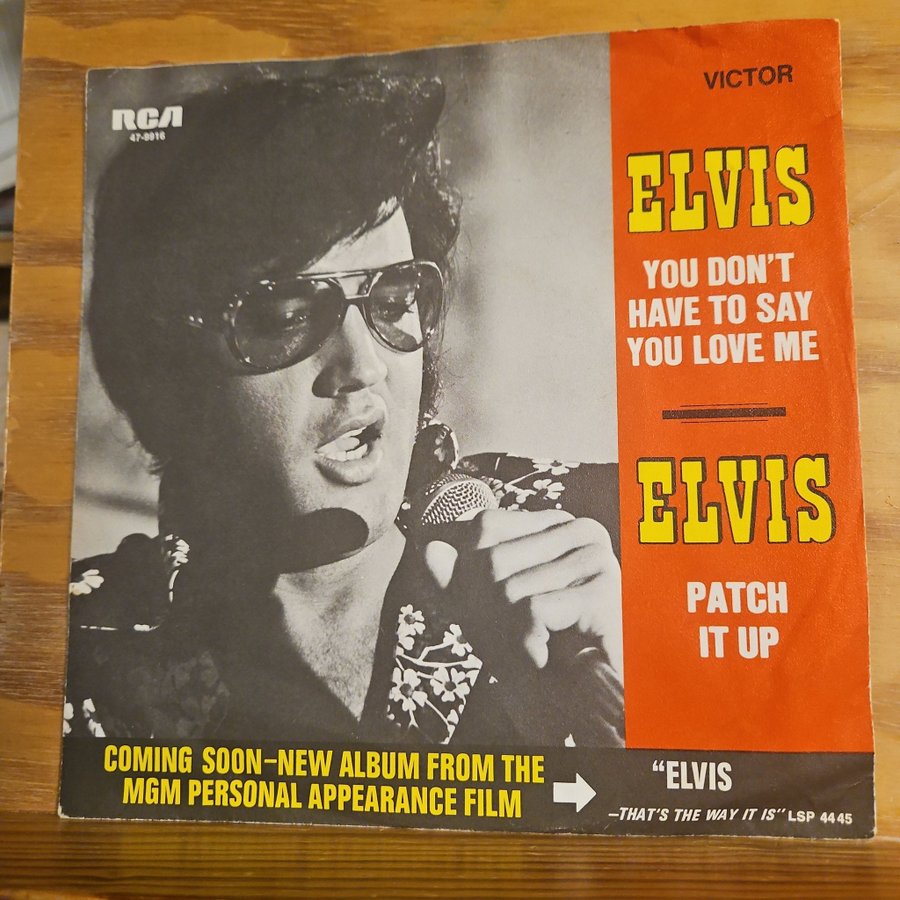 RCA
47-9916
VICTOR
ELVIS
YOU DON'T
HAVE TO SAY
YOU LOVE ME
ELVIS
PATCH
IT UP
COMING SOON–NEW ALBUM FROM THE
MGM PERSONAL APPEARANCE FILM
"ELVIS
–THAT'S THE WAY IT IS" LSP 4445